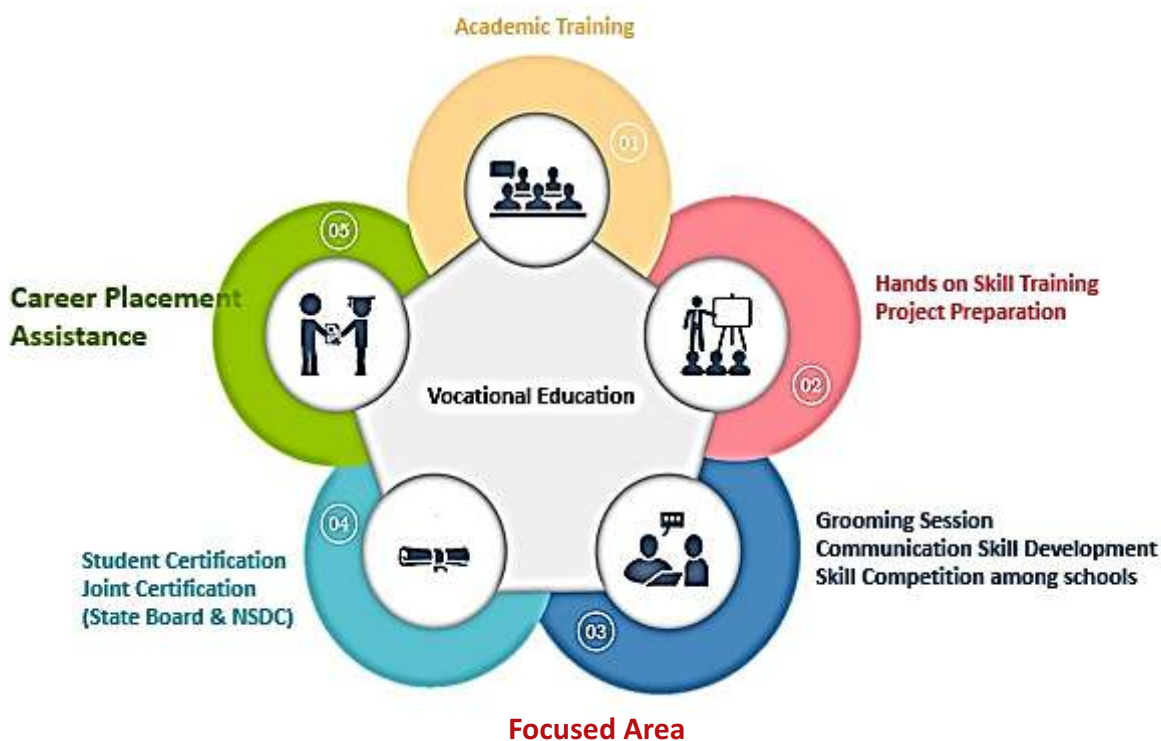 Academic Training
01
02
Hands on Skill Training
Project Preparation
03
Grooming Session
Communication Skill Development
Skill Competition among schools
04
Student Certification
Joint Certification
(State Board & NSDC)
05
Career Placement
Assistance
Vocational Education
Focused Area